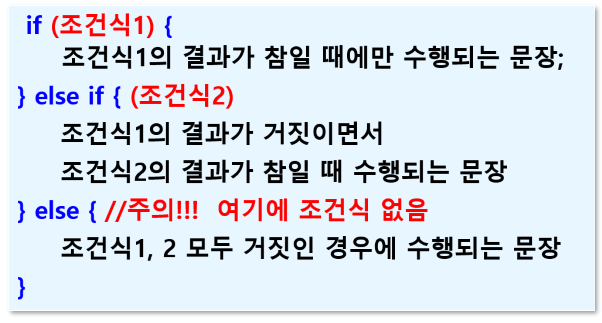 if (조건식1) {
조건식1의 결과가 참일 때에만 수행되는 문장;
} else if { (조건식2)
조건식1의 결과가 거짓이면서
조건식2의 결과가 참일 때 수행되는 문장
} else { //주의!!! 여기에 조건식 없음
조건식1, 2 모두 거짓인 경우에 수행되는 문장
}